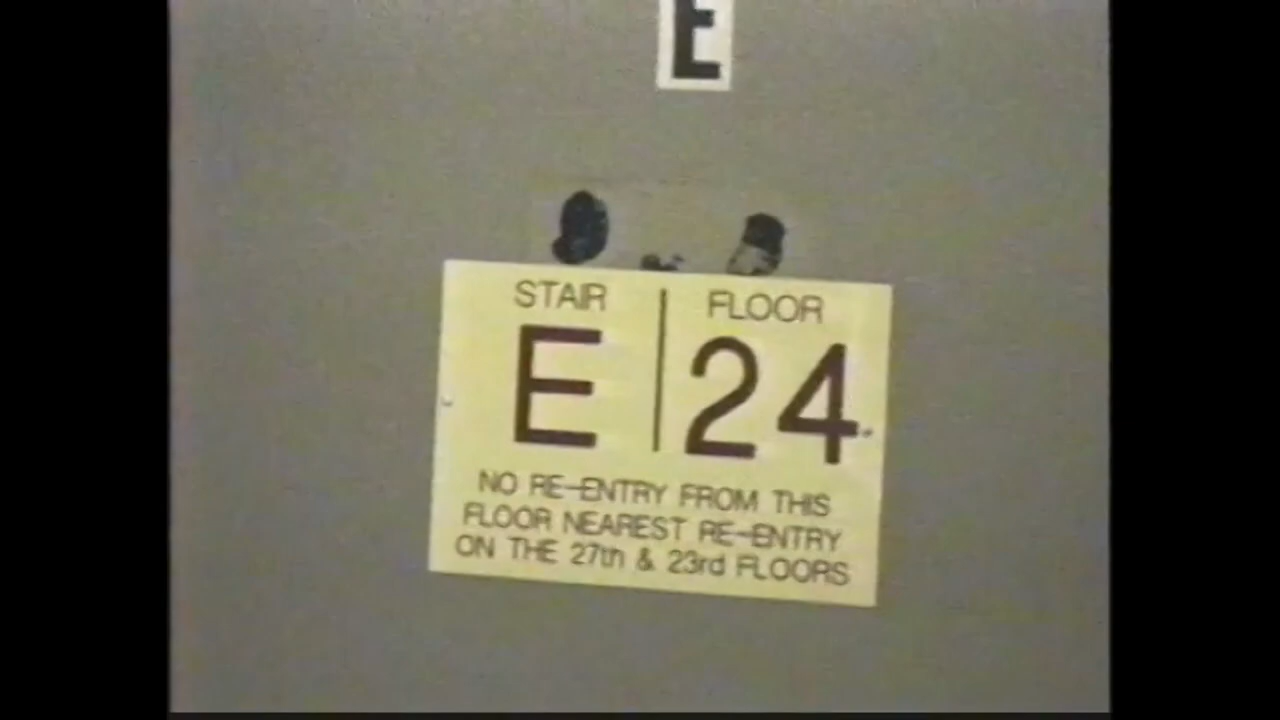 E
STAIR FLOOR
E 24
NO RE-ENTRY FROM THIS
FLOOR NEAREST RE-ENTRY
ON THE 27th & 23rd FLOORS